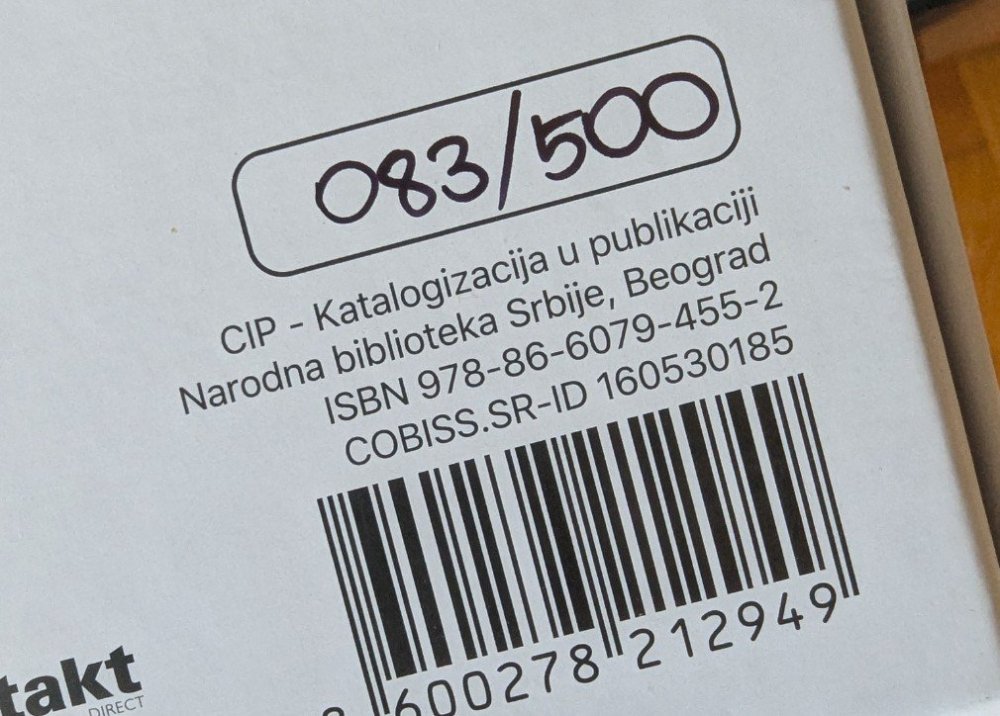 083/500
CIP - Katalogizacija u publikaciji
Narodna biblioteka Srbije, Beograd
ISBN 978-86-6079-455-2
COBISS.SR-ID 160530185
600278 212949
DIRECT